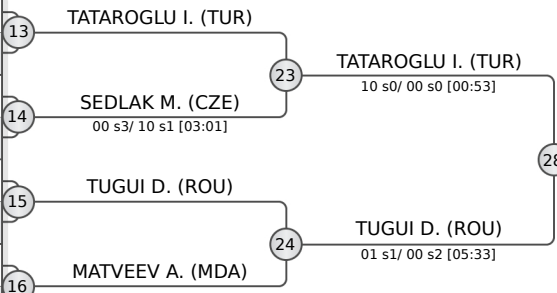 TATAROGLU I. (TUR)
13
23
TATAROGLU I. (TUR)
10 s0/ 00 s0 [00:53]
SEDLAK M. (CZE)
14
00 s3/ 10 s1 [03:01]
28
TUGUI D. (ROU)
15
24
TUGUI D. (ROU)
01 s1/ 00 s2 [05:33]
MATVEEV A. (MDA)
16